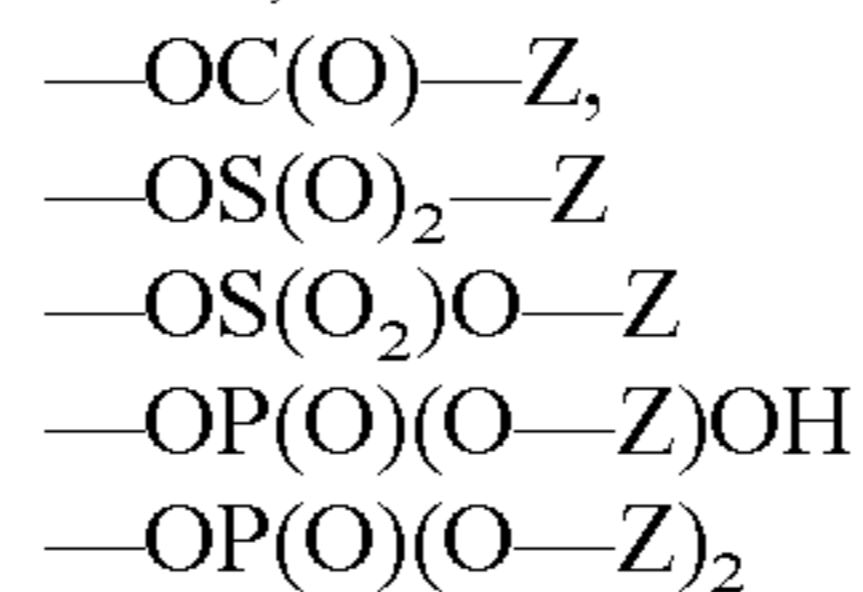 —OC(O)—Z,
—OS(O)₂—Z
—OS(O₂)O—Z
—OP(O)(O—Z)OH
—OP(O)(O—Z)₂